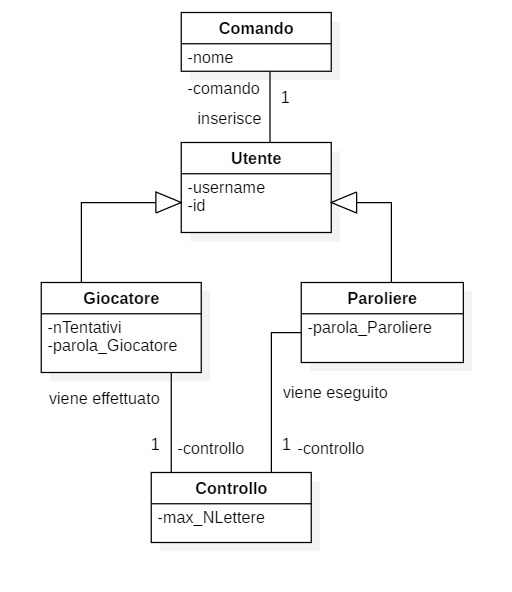 Comando
-nome
-comando
1
inserisce
Utente
-username
-id
Giocatore
-nTentativi
-parola_Giocatore
Paroliere
-parola_Paroliere
viene effettuato
viene eseguito
1
-controllo
1
-controllo
Controllo
-max_NLettere